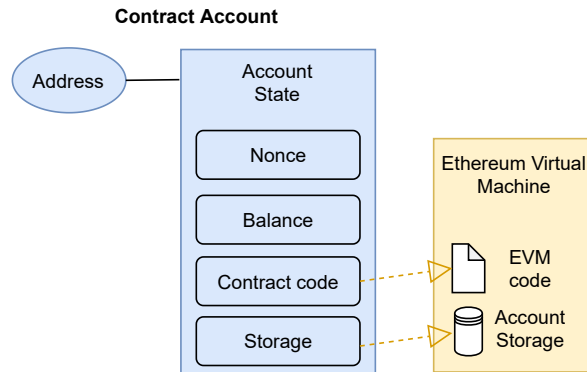 Contract Account
Address
Account
State
Nonce
Balance
Contract code
Storage
Ethereum Virtual
Machine
EVM
code
Account
Storage